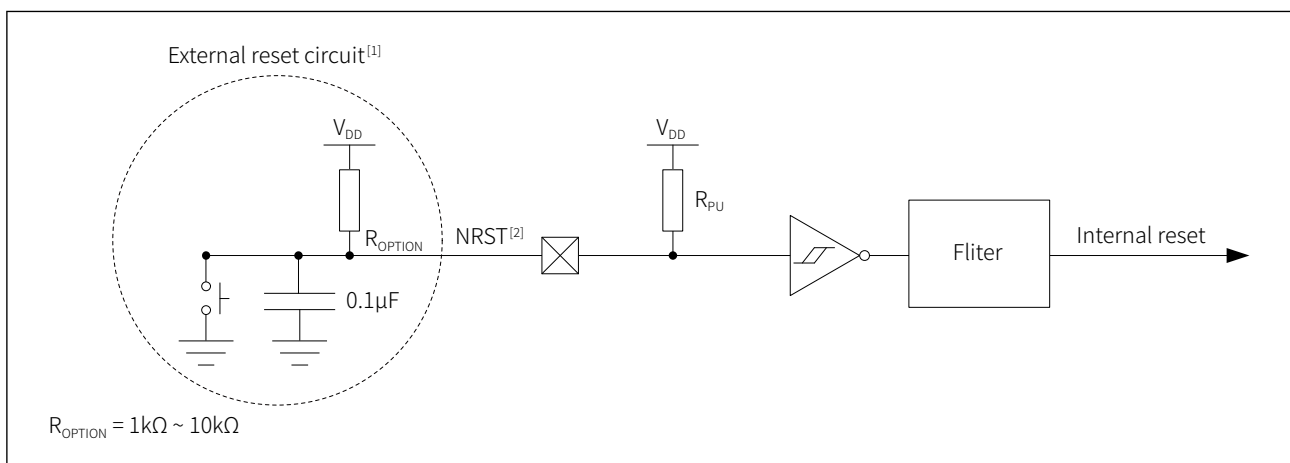 External reset circuit[1]
VDD
VDD
RPU
ROPTION
NRST[2]
Fliter
Internal reset
0.1μF
ROPTION = 1kΩ ~ 10kΩ